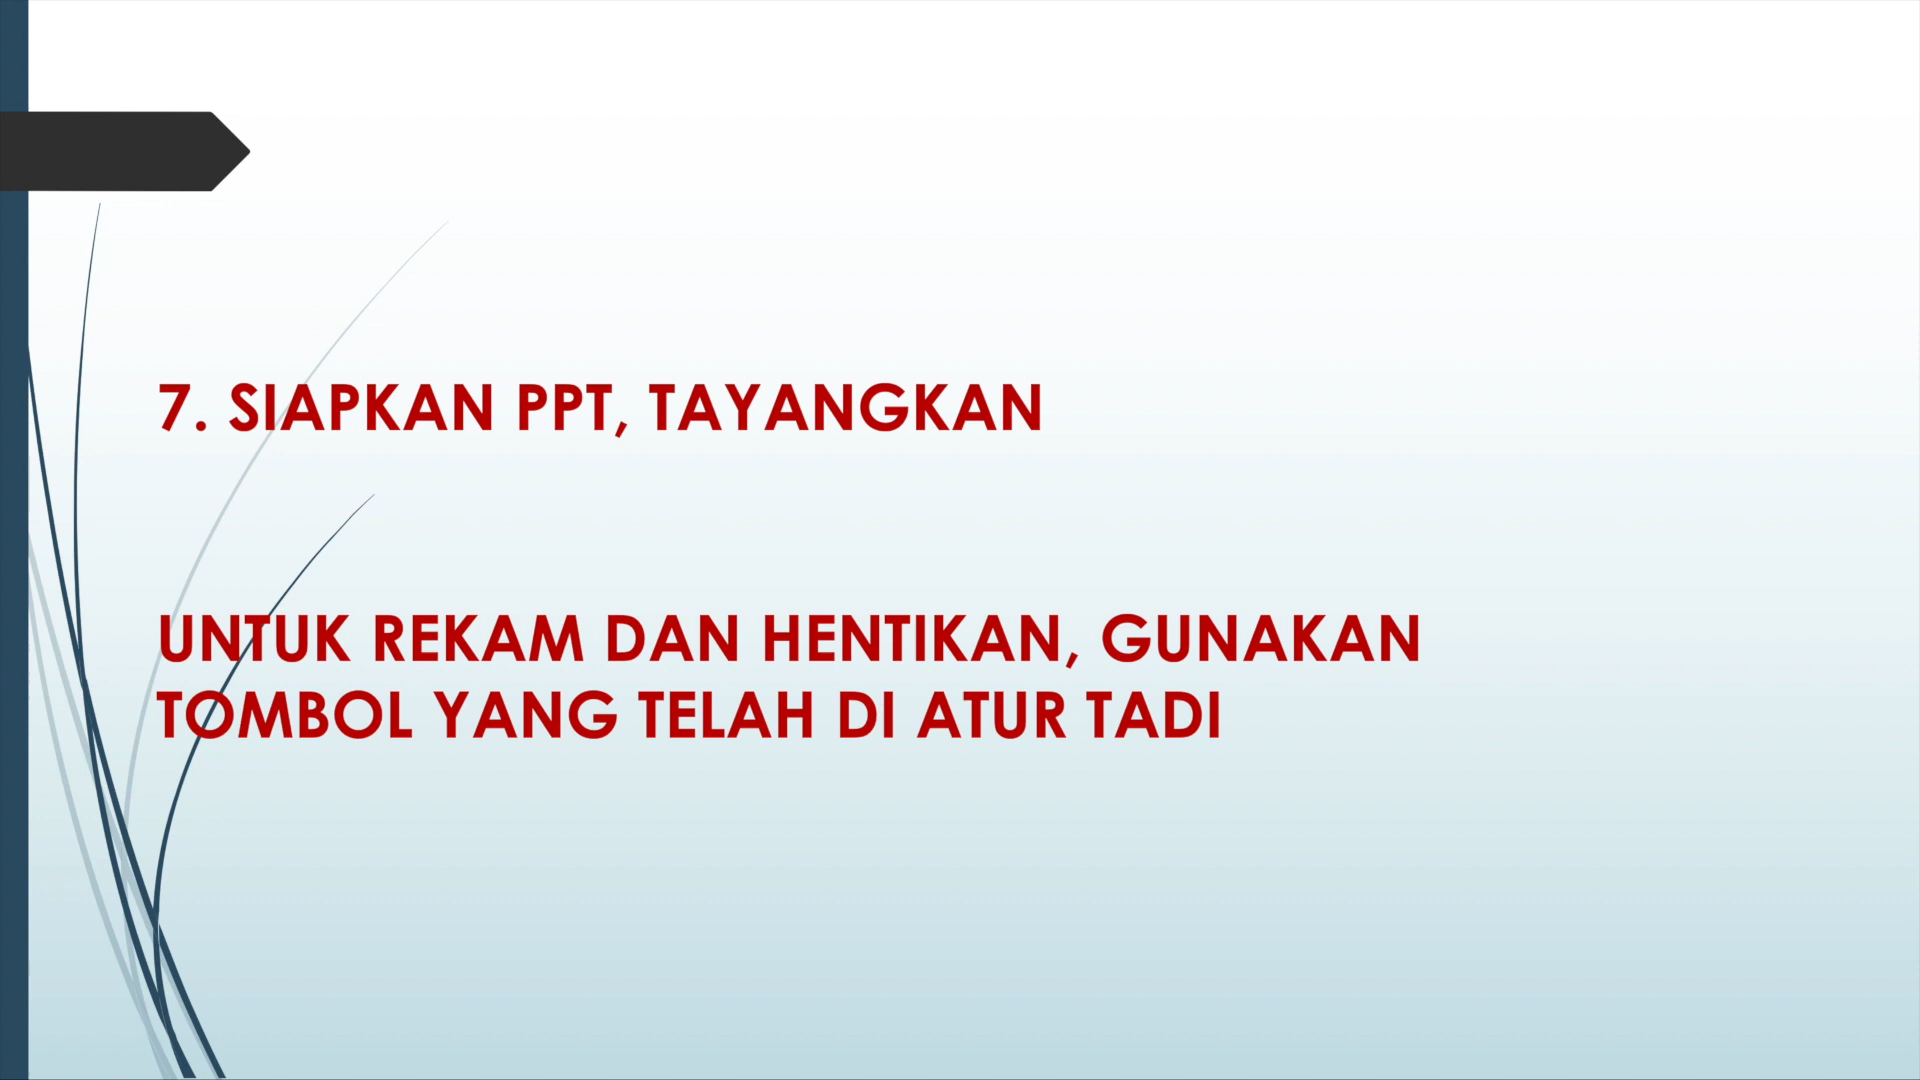 7. SIAPKAN PPT, TAYANGKAN
UNTUK REKAM DAN HENTIKAN, GUNAKAN
TOMBOL YANG TELAH DI ATUR TADI